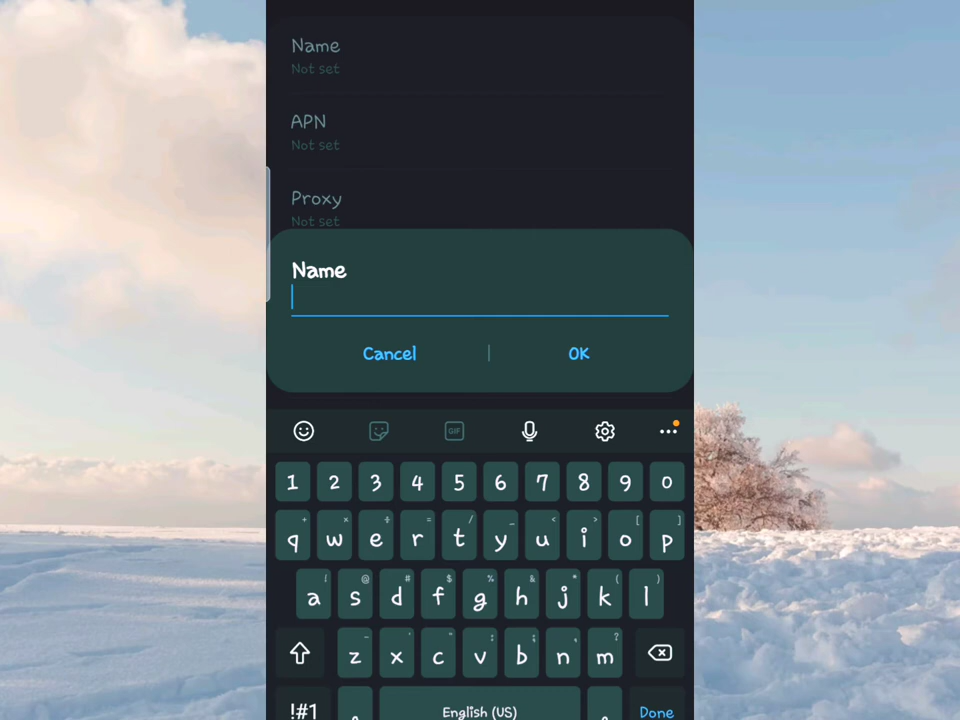 Name
Not set
APN
Not set
Proxy
Not set
Name
Cancel | OK
GIF
1 2 3 4 5 6 7 8 9 0
+ × ÷ = / _ < > [ ]
q w e r t y u i o p
! @ # $ % & * ( )
a s d f g h j k l
- ' " : ; , ?
z x c v b n m
!#1 English (US) Done